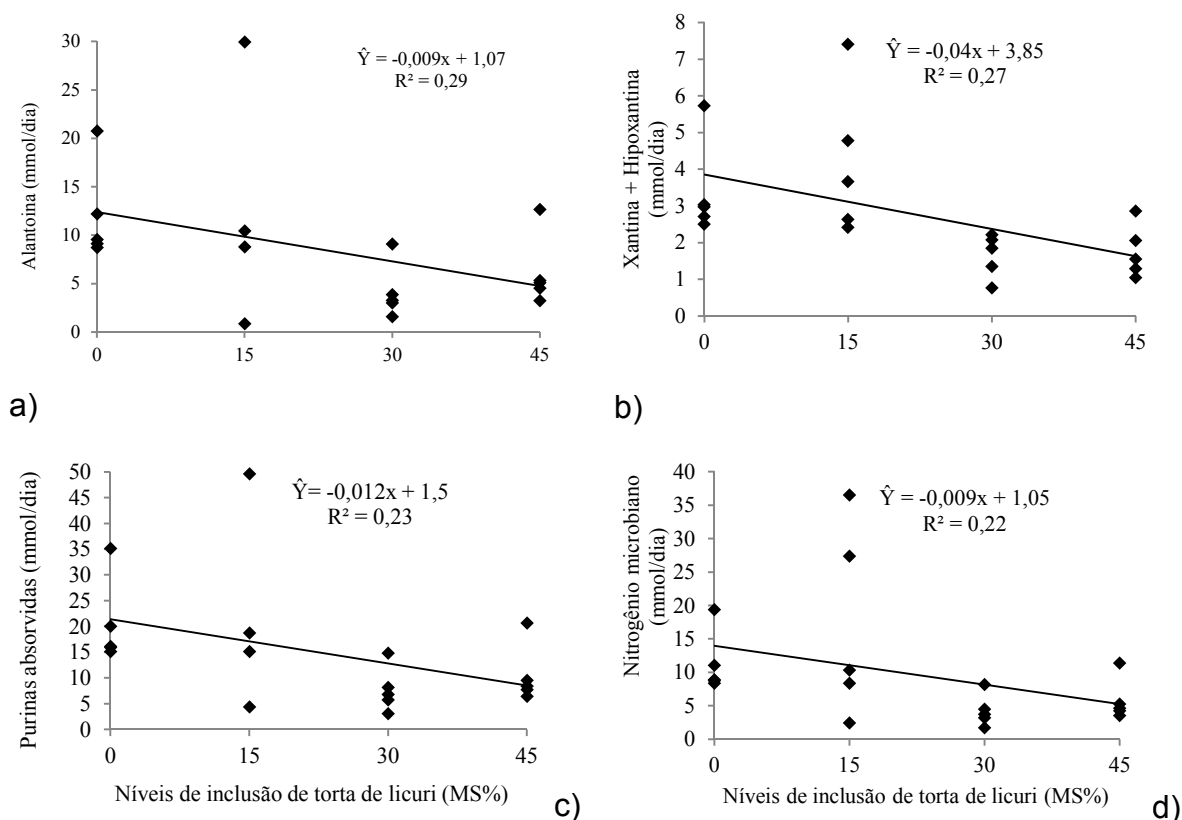 30
25
20
15
10
5
0
Alantoina (mmol/dia)
Ŷ = -0,009x + 1,07
R² = 0,29
0 15 30 45
a)
8
7
6
5
4
3
2
1
0
Xantina + Hipoxantina
(mmol/dia)
Ŷ = -0,04x + 3,85
R² = 0,27
0 15 30 45
b)
50
45
40
35
30
25
20
15
10
5
0
Purinas absorvidas (mmol/dia)
Ŷ= -0,012x + 1,5
R² = 0,23
0 15 30 45
Níveis de inclusão de torta de licuri (MS%)
c)
40
35
30
25
20
15
10
5
0
Nitrogênio microbiano
(mmol/dia)
Ŷ = -0,009x + 1,05
R² = 0,22
0 15 30 45
Níveis de inclusão de torta de licuri (MS%)
d)